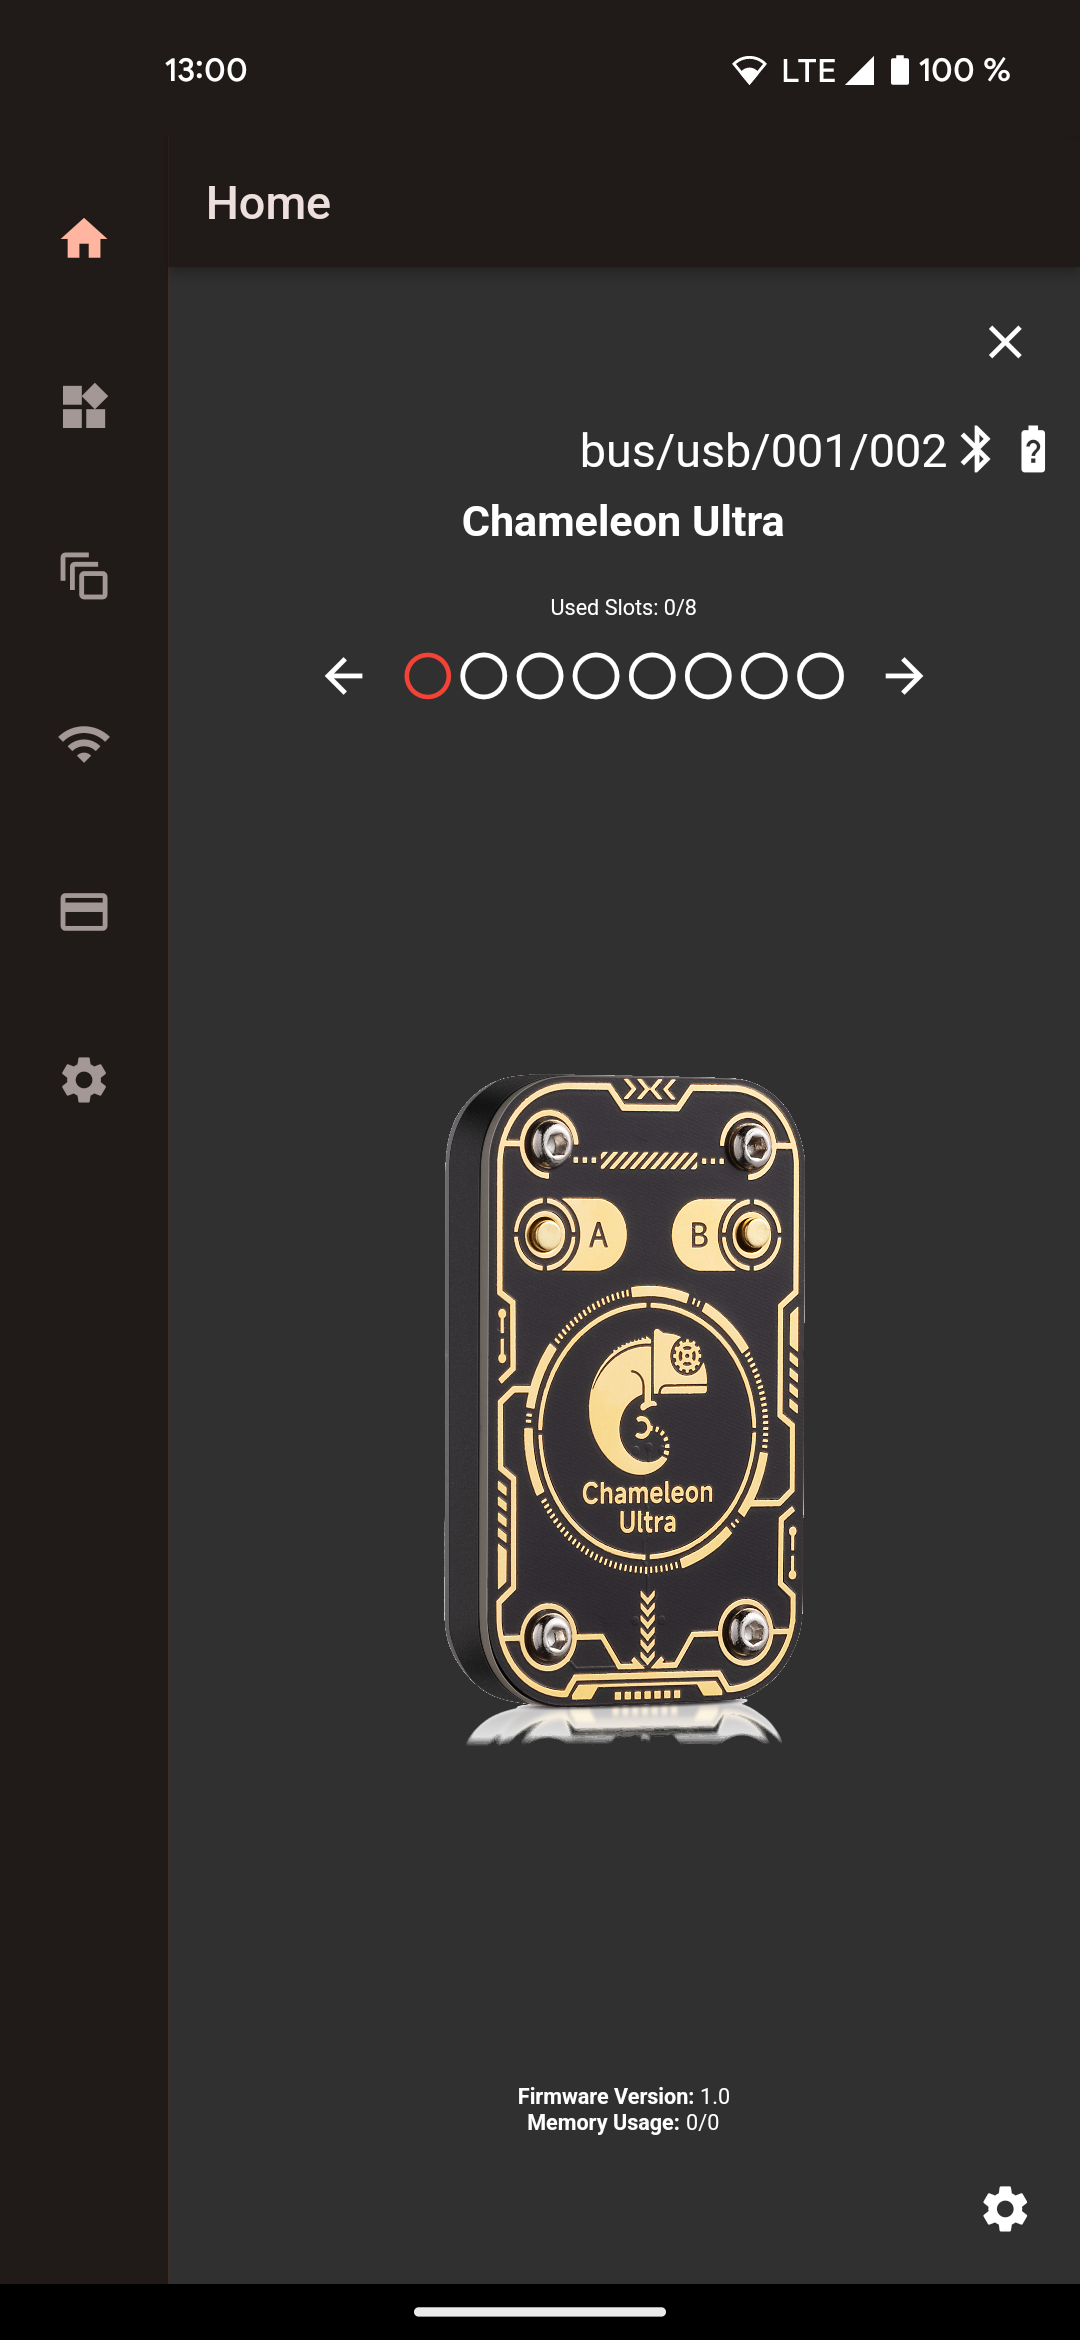 13:00 LTE 100 %
Home
bus/usb/001/002
Chameleon Ultra
Used Slots: 0/8
A B
Chameleon
Ultra
Firmware Version: 1.0
Memory Usage: 0/0